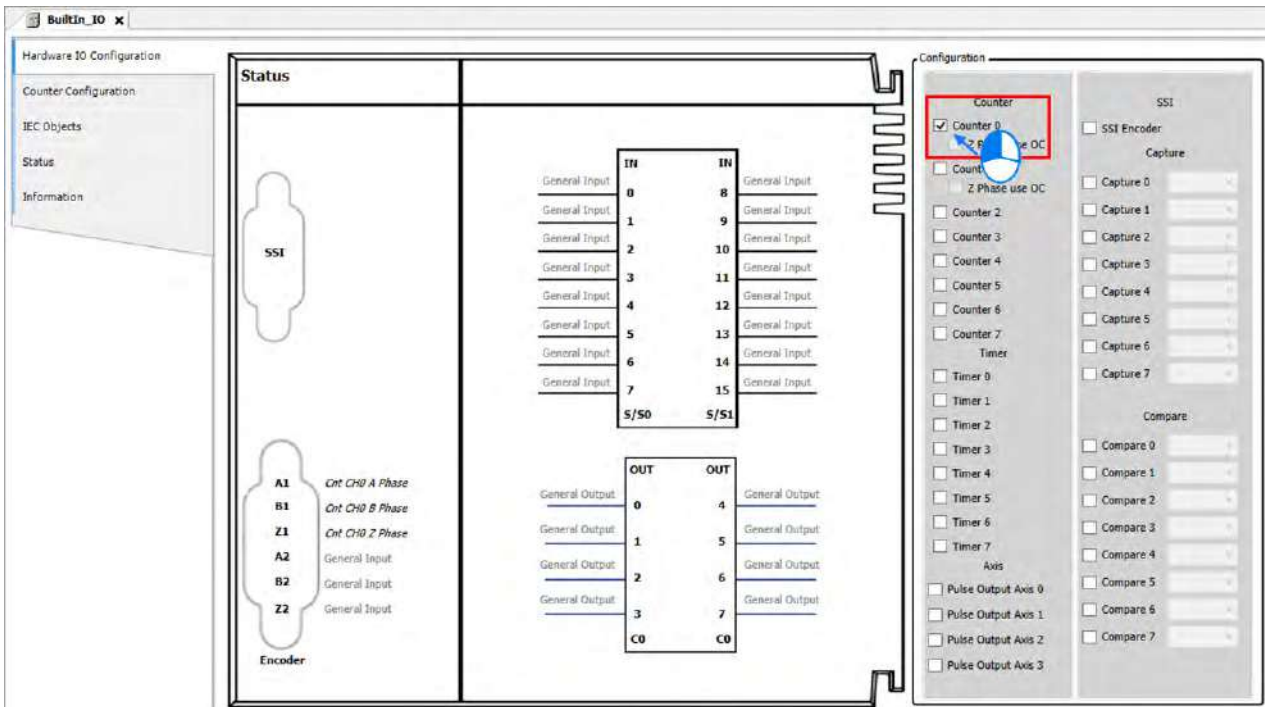 BuiltIn_IO x
Hardware IO Configuration
Counter Configuration
IEC Objects
Status
Information
Status
SSI
A1 Cnt CH0 A Phase
B1 Cnt CH0 B Phase
Z1 Cnt CH0 Z Phase
A2 General Input
B2 General Input
Z2 General Input
Encoder
IN IN
General Input 0 8 General Input
General Input 1 9 General Input
General Input 2 10 General Input
General Input 3 11 General Input
General Input 4 12 General Input
General Input 5 13 General Input
General Input 6 14 General Input
General Input 7 15 General Input
S/S0 S/S1
OUT OUT
General Output 0 4 General Output
General Output 1 5 General Output
General Output 2 6 General Output
General Output 3 7 General Output
C0 C0
Configuration
Counter
Counter 0
Z use OC
Z Phase use OC
Counter 2
Counter 3
Counter 4
Counter 5
Counter 6
Counter 7
Timer
Timer 0
Timer 1
Timer 2
Timer 3
Timer 4
Timer 5
Timer 6
Timer 7
Axis
Pulse Output Axis 0
Pulse Output Axis 1
Pulse Output Axis 2
Pulse Output Axis 3
SSI
SSI Encoder
Capture
Capture 0
Capture 1
Capture 2
Capture 3
Capture 4
Capture 5
Capture 6
Capture 7
Compare
Compare 0
Compare 1
Compare 2
Compare 3
Compare 4
Compare 5
Compare 6
Compare 7